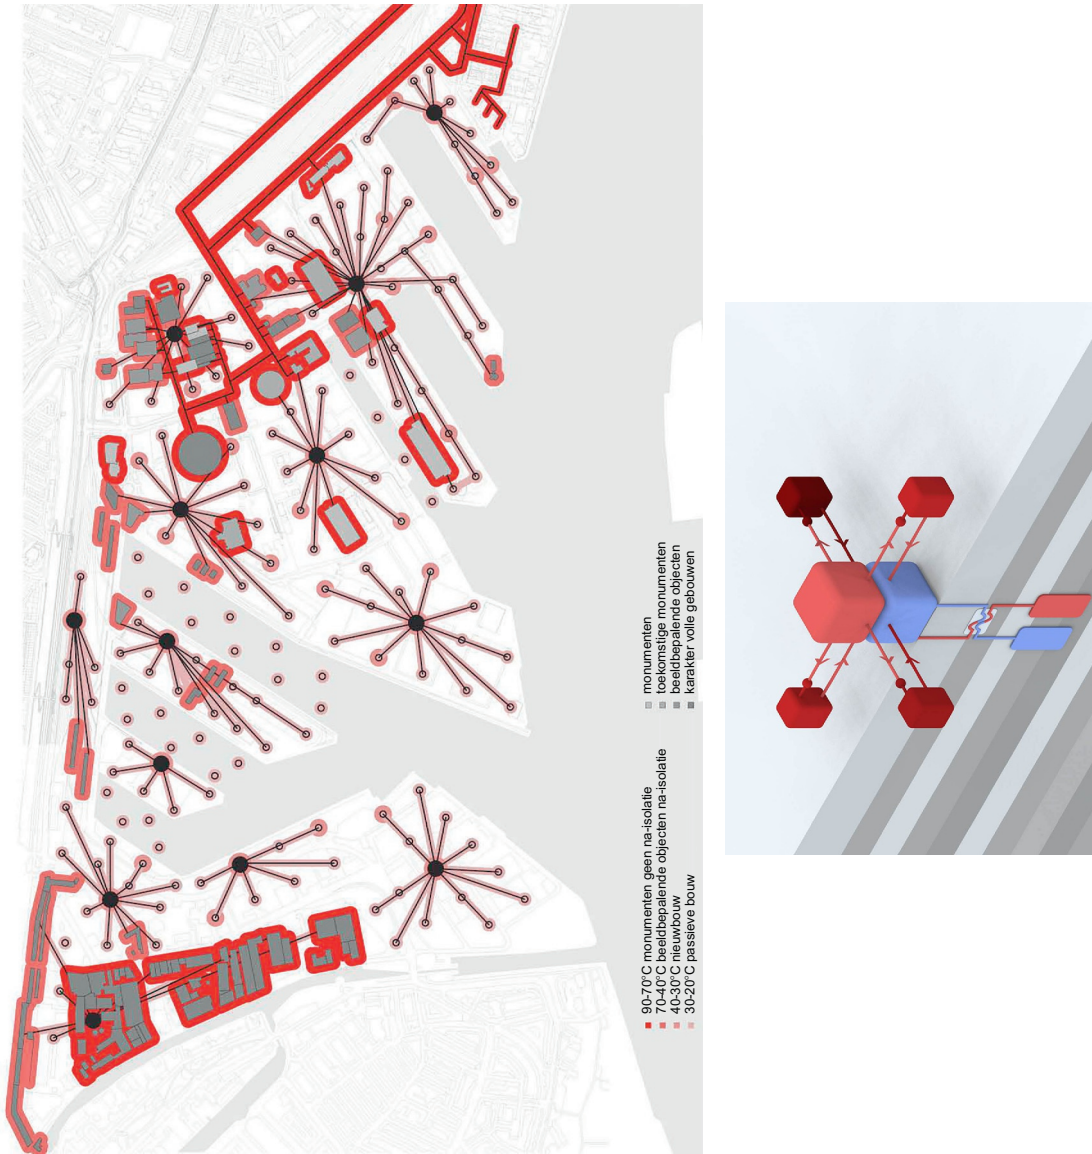 90-70°C monumenten geen na-isolatie
70-40°C beeldbepalende objecten na-isolatie
40-30°C nieuwbouw
30-20°C passieve bouw
monumenten
toekomstige monumenten
beeldbepalende objecten
karakter volle gebouwen